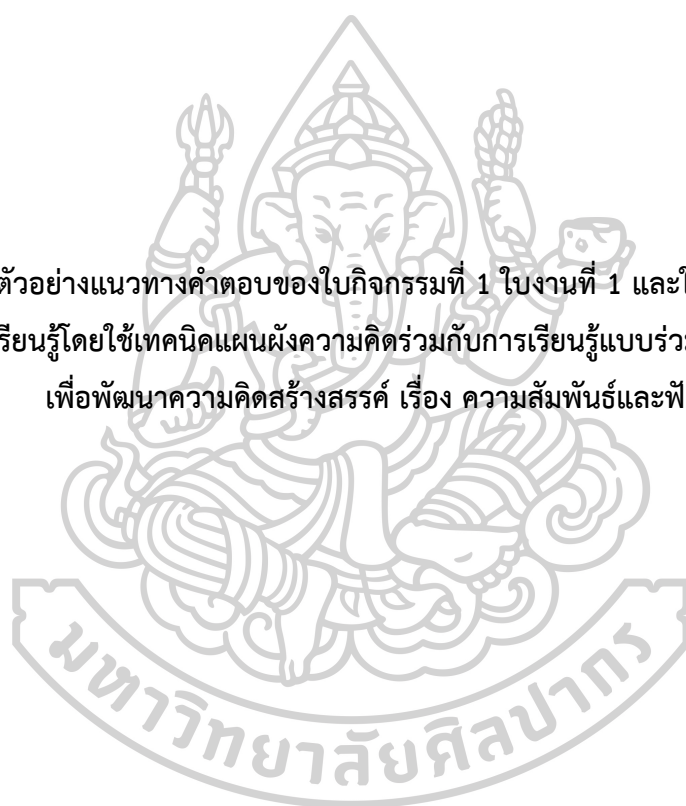 ตัวอย่างแนวทางคำตอบของใบกิจกรรมที่ 1 ใบงานที่ 1 และ
เรียนรู้โดยใช้เทคนิคแผนผังความคิดร่วมกับการเรียนรู้แบบ
เพื่อพัฒนาความคิดสร้างสรรค์ เรื่อง ความสัมพันธ์และ
มหาวิทยาลัยศิลปากร